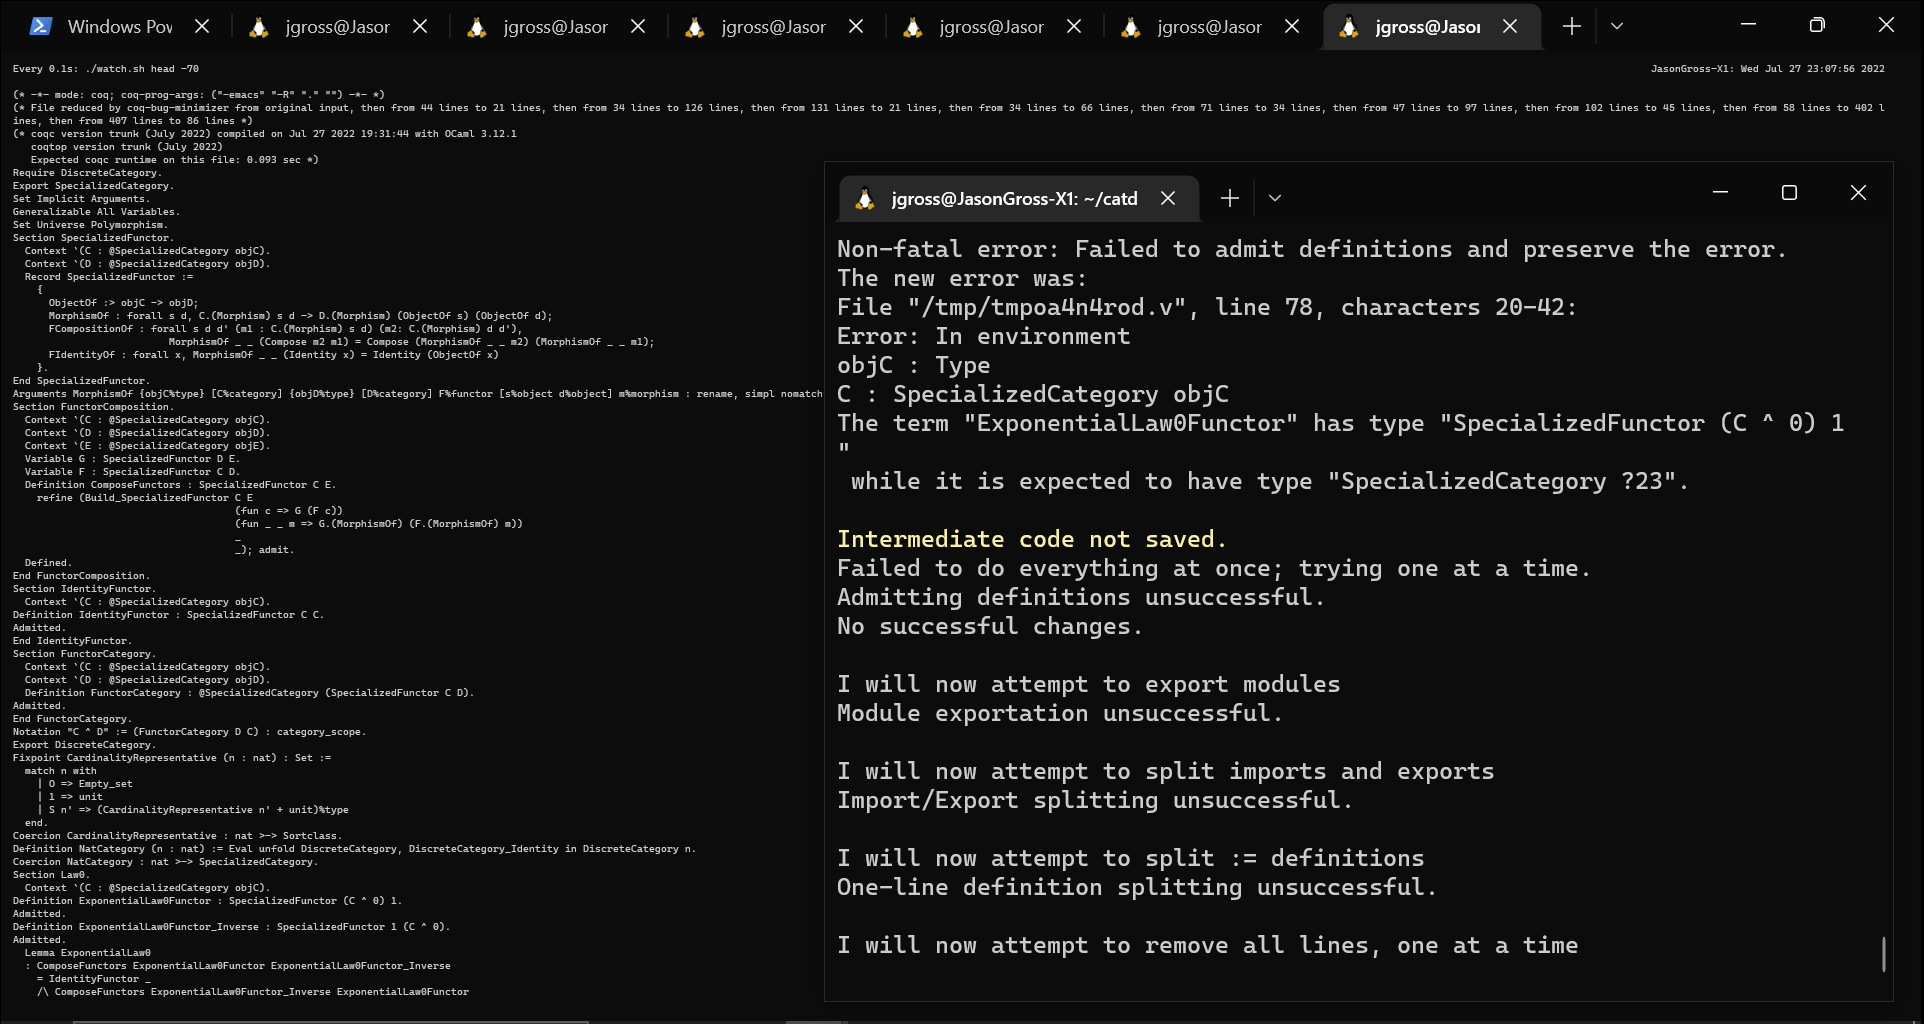 Windows Pow
jgross@Jasor
jgross@Jasor
jgross@Jasor
jgross@Jasor
jgross@Jasor
jgross@Jasor
Every 0.1s: ./watch.sh head -70
JasonGross-X1: Wed Jul 27 23:07:56 2022
(* -*- mode: coq; coq-prog-args: ("-emacs" "-R" "." "") -*- *)
(* File reduced by coq-bug-minimizer from original input, then from 44 lines to 21 lines, then from 34 lines to 126 lines, then from 131 lines to 21 lines, then from 34 lines to 66 lines, then from 71 lines to 34 lines, then from 47 lines to 97 lines, then from 102 lines to 45 lines, then from 58 lines to 402 l
ines, then from 407 lines to 86 lines *)
(* coqc version trunk (July 2022) compiled on Jul 27 2022 19:31:44 with OCaml 3.12.1
   coqtop version trunk (July 2022)
   Expected coqc runtime on this file: 0.093 sec *)
Require DiscreteCategory.
Export SpecializedCategory.
Set Implicit Arguments.
Generalizable All Variables.
Set Universe Polymorphism.
Section SpecializedFunctor.
  Context `(C : @SpecializedCategory objC).
  Context `(D : @SpecializedCategory objD).
  Record SpecializedFunctor :=
    {
      ObjectOf :> objC -> objD;
      MorphismOf : forall s d, C.(Morphism) s d -> D.(Morphism) (ObjectOf s) (ObjectOf d);
      FCompositionOf : forall s d d' (m1 : C.(Morphism) s d) (m2: C.(Morphism) d d'),
                          MorphismOf _ _ (Compose m2 m1) = Compose (MorphismOf _ _ m2) (MorphismOf _ _ m1);
      FIdentityOf : forall x, MorphismOf _ _ (Identity x) = Identity (ObjectOf x)
    }.
End SpecializedFunctor.
Arguments MorphismOf {objC%type} [C%category] {objD%type} [D%category] F%functor [s%object d%object] m%morphism : rename, simpl nomatch
Section FunctorComposition.
  Context `(C : @SpecializedCategory objC).
  Context `(D : @SpecializedCategory objD).
  Context `(E : @SpecializedCategory objE).
  Variable G : SpecializedFunctor D E.
  Variable F : SpecializedFunctor C D.
  Definition ComposeFunctors : SpecializedFunctor C E.
    refine (Build_SpecializedFunctor C E
                                     (fun c => G (F c))
                                     (fun _ _ m => G.(MorphismOf) (F.(MorphismOf) m))
                                     _
                                     _); admit.
  Defined.
End FunctorComposition.
Section IdentityFunctor.
  Context `(C : @SpecializedCategory objC).
Definition IdentityFunctor : SpecializedFunctor C C.
Admitted.
End IdentityFunctor.
Section FunctorCategory.
  Context `(C : @SpecializedCategory objC).
  Context `(D : @SpecializedCategory objD).
  Definition FunctorCategory : @SpecializedCategory (SpecializedFunctor C D).
Admitted.
End FunctorCategory.
Notation "C ^ D" := (FunctorCategory D C) : category_scope.
Export DiscreteCategory.
Fixpoint CardinalityRepresentative (n : nat) : Set :=
  match n with
    | O => Empty_set
    | 1 => unit
    | S n' => (CardinalityRepresentative n' + unit)%type
  end.
Coercion CardinalityRepresentative : nat >-> Sortclass.
Definition NatCategory (n : nat) := Eval unfold DiscreteCategory, DiscreteCategory_Identity in DiscreteCategory n.
Coercion NatCategory : nat >-> SpecializedCategory.
Section Law0.
  Context `(C : @SpecializedCategory objC).
Definition ExponentialLaw0Functor : SpecializedFunctor (C ^ 0) 1.
Admitted.
Definition ExponentialLaw0Functor_Inverse : SpecializedFunctor 1 (C ^ 0).
Admitted.
  Lemma ExponentialLaw0
  : ComposeFunctors ExponentialLaw0Functor ExponentialLaw0Functor_Inverse
    = IdentityFunctor _
    /\ ComposeFunctors ExponentialLaw0Functor_Inverse ExponentialLaw0Functor
jgross@JasonGross-X1: ~/catd
Non-fatal error: Failed to admit definitions and preserve the error.
The new error was:
File "/tmp/tmpoa4n4rod.v", line 78, characters 20-42:
Error: In environment
objC : Type
C : SpecializedCategory objC
The term "ExponentialLaw0Functor" has type "SpecializedFunctor (C ^ 0) 1
"
 while it is expected to have type "SpecializedCategory ?23".
Intermediate code not saved.
Failed to do everything at once; trying one at a time.
Admitting definitions unsuccessful.
No successful changes.
I will now attempt to export modules
Module exportation unsuccessful.
I will now attempt to split imports and exports
Import/Export splitting unsuccessful.
I will now attempt to split := definitions
One-line definition splitting unsuccessful.
I will now attempt to remove all lines, one at a time